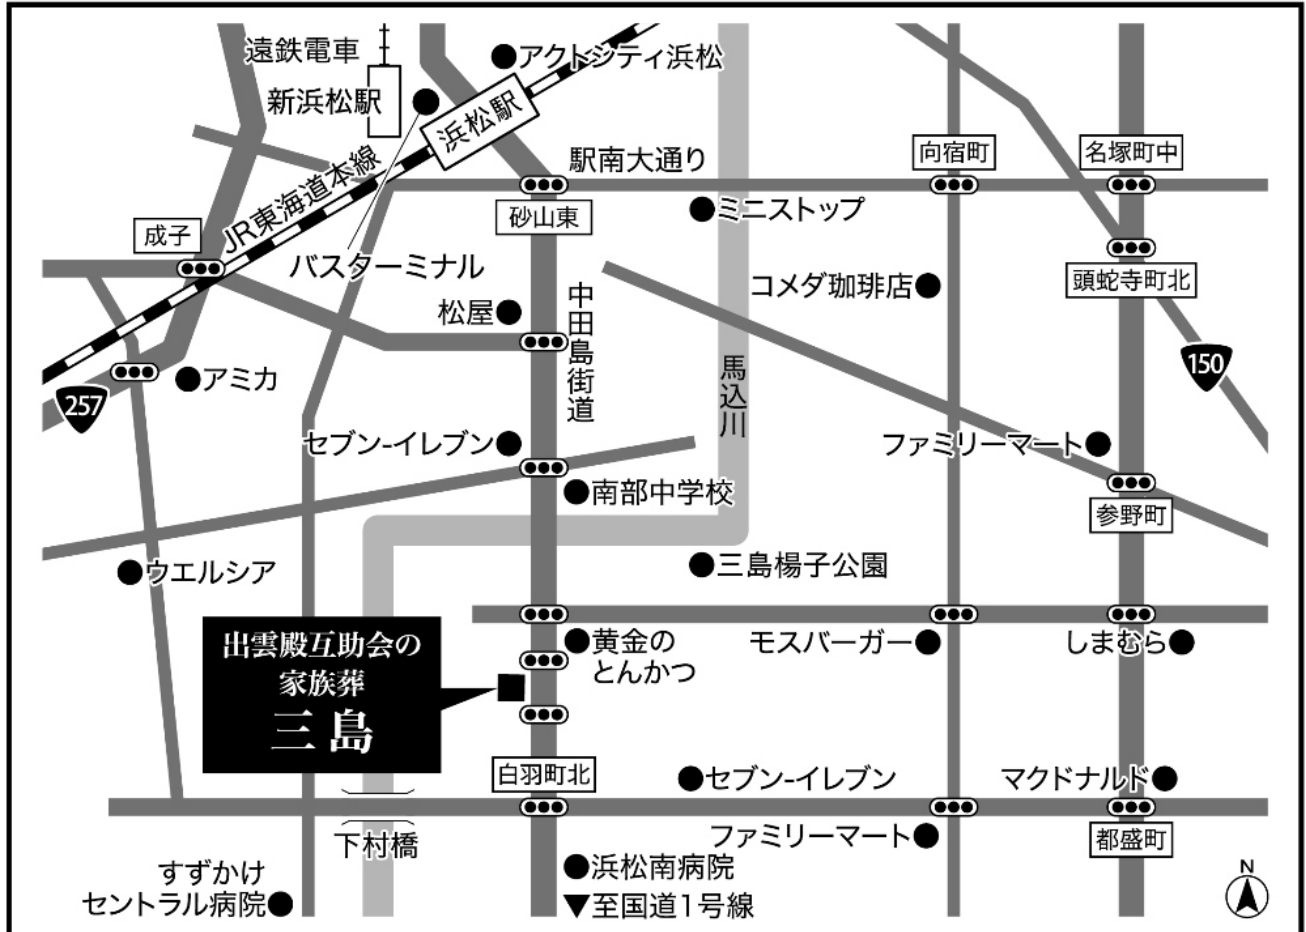 遠鉄電車
アクトシティ浜松
新浜松駅
浜松駅
駅南大通り
向宿町
名塚町中
JR東海道本線
砂山東
ミニストップ
成子
バスターミナル
コメダ珈琲店
頭蛇寺町北
松屋
中田島街道
馬込川
150
アミカ
257
セブン-イレブン
ファミリーマート
南部中学校
参野町
ウエルシア
三島楊子公園
出雲殿互助会の
家族葬
三島
黄金の
とんかつ
モスバーガー
しまむら
白羽町北
セブン-イレブン
マクドナルド
下村橋
ファミリーマート
都盛町
すずかけ
セントラル病院
浜松南病院
▼至国道1号線
N